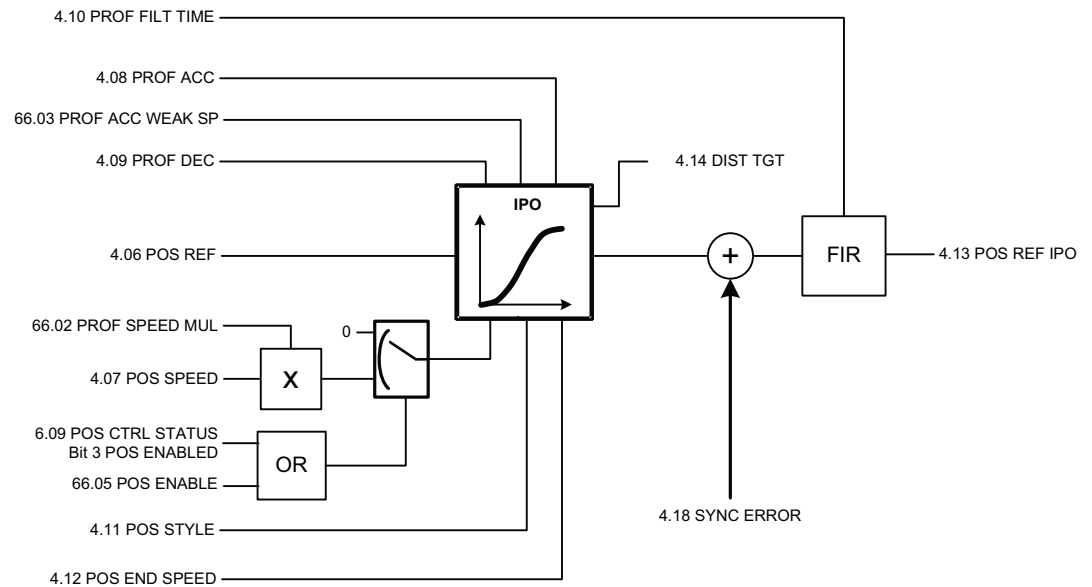 4.10 PROF FILT TIME
4.08 PROF ACC
66.03 PROF ACC WEAK SP
4.09 PROF DEC
4.14 DIST TGT
IPO
4.06 POS REF
+
FIR
4.13 POS REF IPO
66.02 PROF SPEED MUL
0
4.07 POS SPEED
X
6.09 POS CTRL STATUS
Bit 3 POS ENABLED
OR
66.05 POS ENABLE
4.18 SYNC ERROR
4.11 POS STYLE
4.12 POS END SPEED